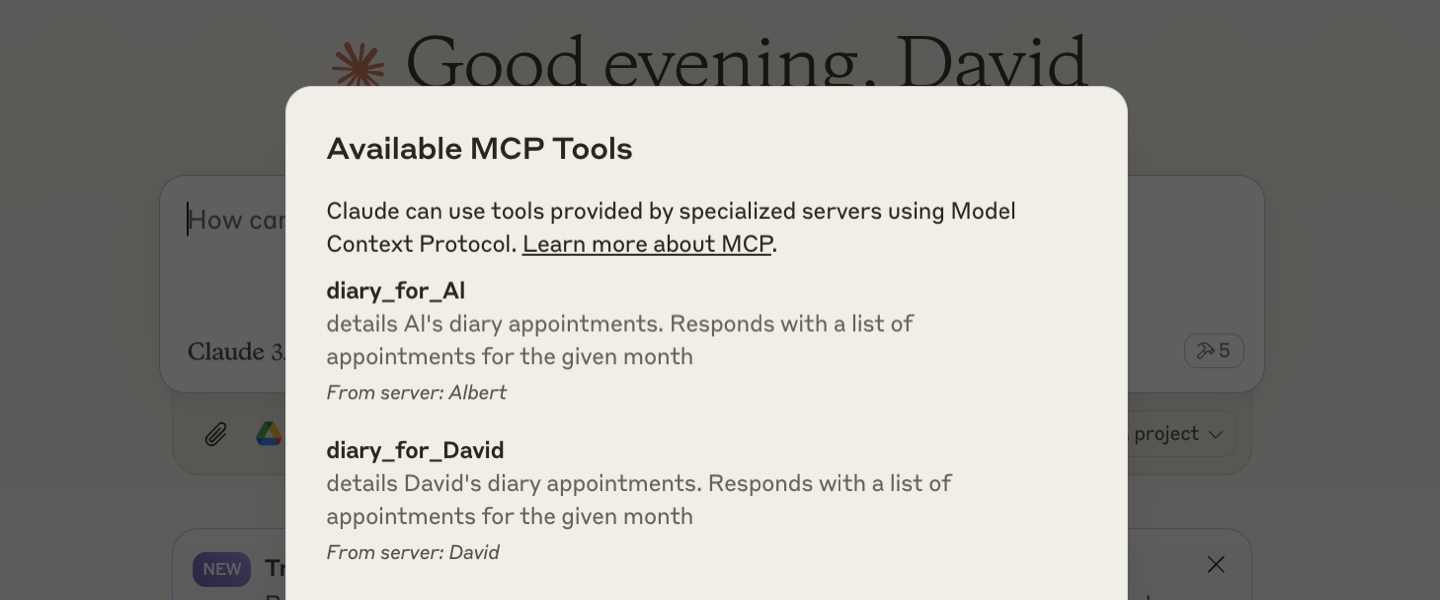 Good evening, David
Available MCP Tools
Claude can use tools provided by specialized servers using Model
Context Protocol. Learn more about MCP.
diary_for_Al
details Al's diary appointments. Responds with a list of
appointments for the given month
From server: Albert
diary_for_David
details David's diary appointments. Responds with a list of
appointments for the given month
From server: David
How can
Claude 3.
5
project
NEW